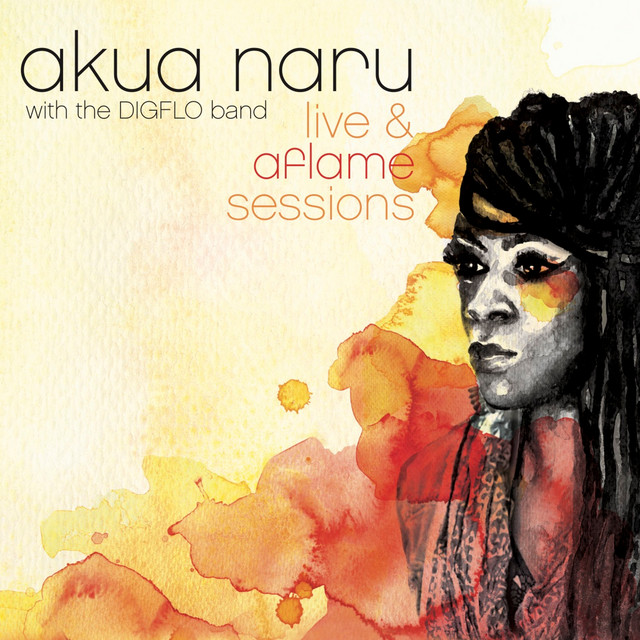 akua naru
with the DIGFLO band
live &
aflame
sessions